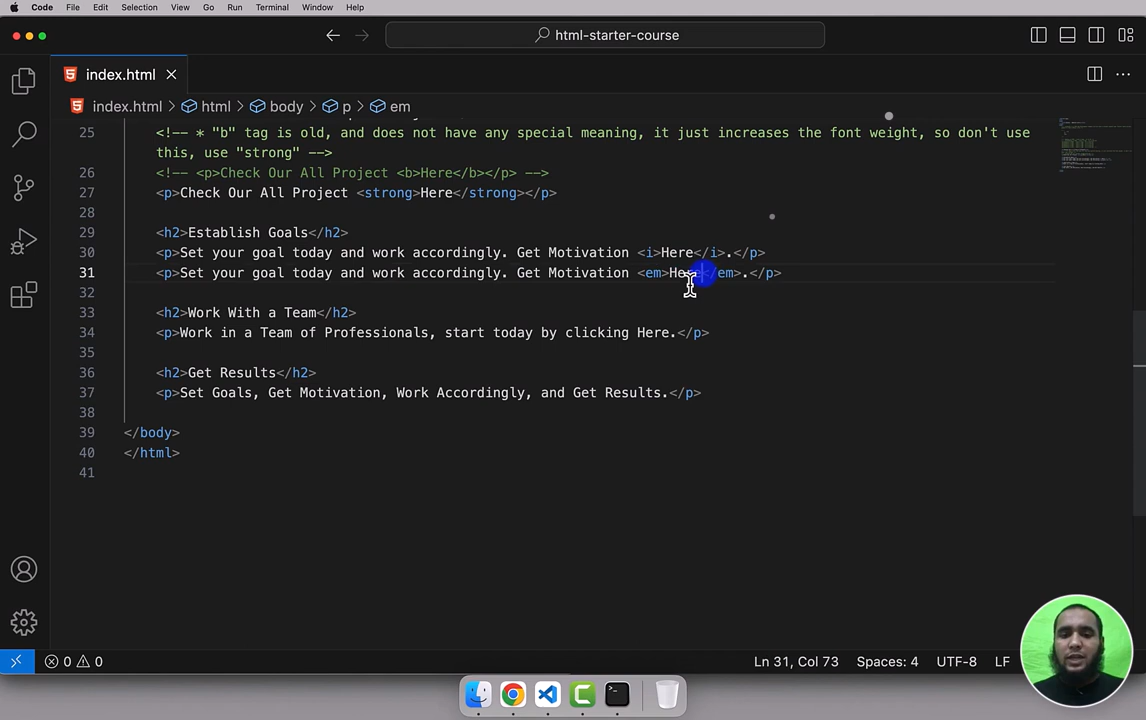 Code File Edit Selection View Go Run Terminal Window Help
html-starter-course
index.html
index.html > html > body > p > em
25 <!-- * "b" tag is old, and does not have any special meaning, it just increases the font weight, so don't use
this, use "strong" -->
26 <!-- <p>Check Our All Project <b>Here</b></p> -->
27 <p>Check Our All Project <strong>Here</strong></p>
28
29 <h2>Establish Goals</h2>
30 <p>Set your goal today and work accordingly. Get Motivation <i>Here</i>.</p>
31 <p>Set your goal today and work accordingly. Get Motivation <em>Here</em>.</p>
32
33 <h2>Work With a Team</h2>
34 <p>Work in a Team of Professionals, start today by clicking Here.</p>
35
36 <h2>Get Results</h2>
37 <p>Set Goals, Get Motivation, Work Accordingly, and Get Results.</p>
38
39 </body>
40 </html>
41
0 0 Ln 31, Col 73 Spaces: 4 UTF-8 LF